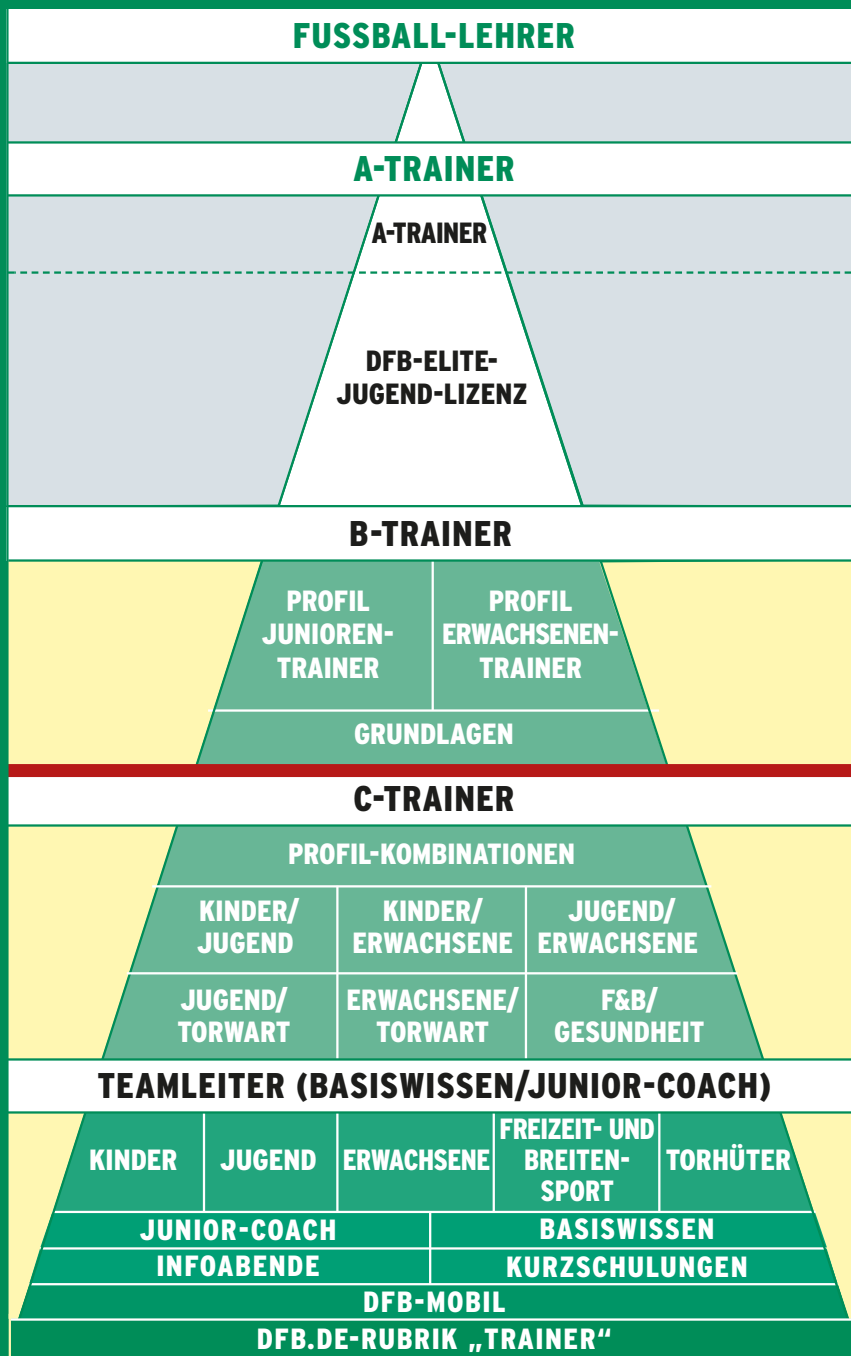 FUSSBALL-LEHRER
A-TRAINER
A-TRAINER
DFB-ELITE-
JUGEND-LIZENZ
B-TRAINER
PROFIL
JUNIOREN-
TRAINER
PROFIL
ERWACHSENEN-
TRAINER
GRUNDLAGEN
C-TRAINER
PROFIL-KOMBINATIONEN
KINDER/
JUGEND
KINDER/
ERWACHSENE
JUGEND/
ERWACHSENE
JUGEND/
TORWART
ERWACHSENE/
TORWART
F&B/
GESUNDHEIT
TEAMLEITER (BASISWISSEN/JUNIOR-COACH)
KINDER
JUGEND
ERWACHSENE
FREIZEIT- UND
BREITEN-
SPORT
TORHÜTER
JUNIOR-COACH
BASISWISSEN
INFOABENDE
KURZSCHULUNGEN
DFB-MOBIL
DFB.DE-RUBRIK „TRAINER“